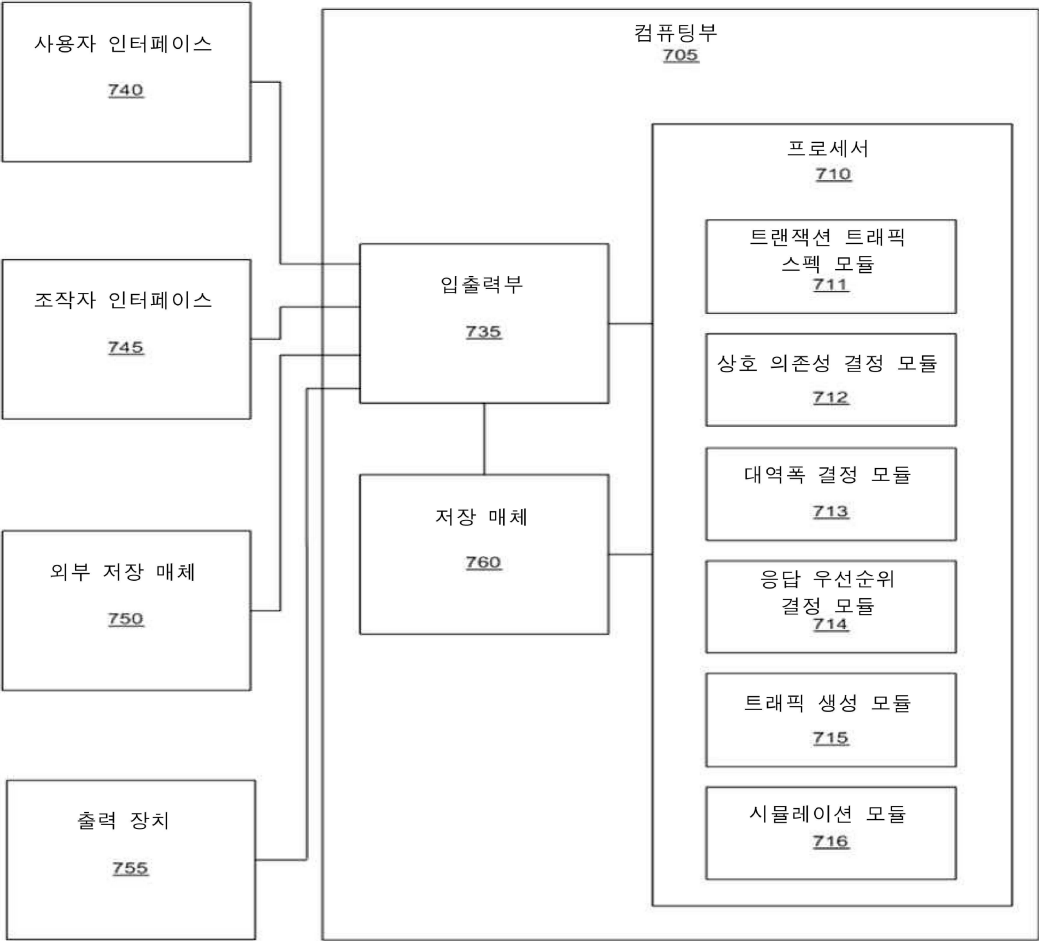 사용자 인터페이스
740
조작자 인터페이스
745
외부 저장 매체
750
출력 장치
755
컴퓨팅부
705
입출력부
735
저장 매체
760
프로세서
710
트랜잭션 트래픽
스펙 모듈
711
상호 의존성 결정 모듈
712
대역폭 결정 모듈
713
응답 우선순위
결정 모듈
714
트래픽 생성 모듈
715
시뮬레이션 모듈
716